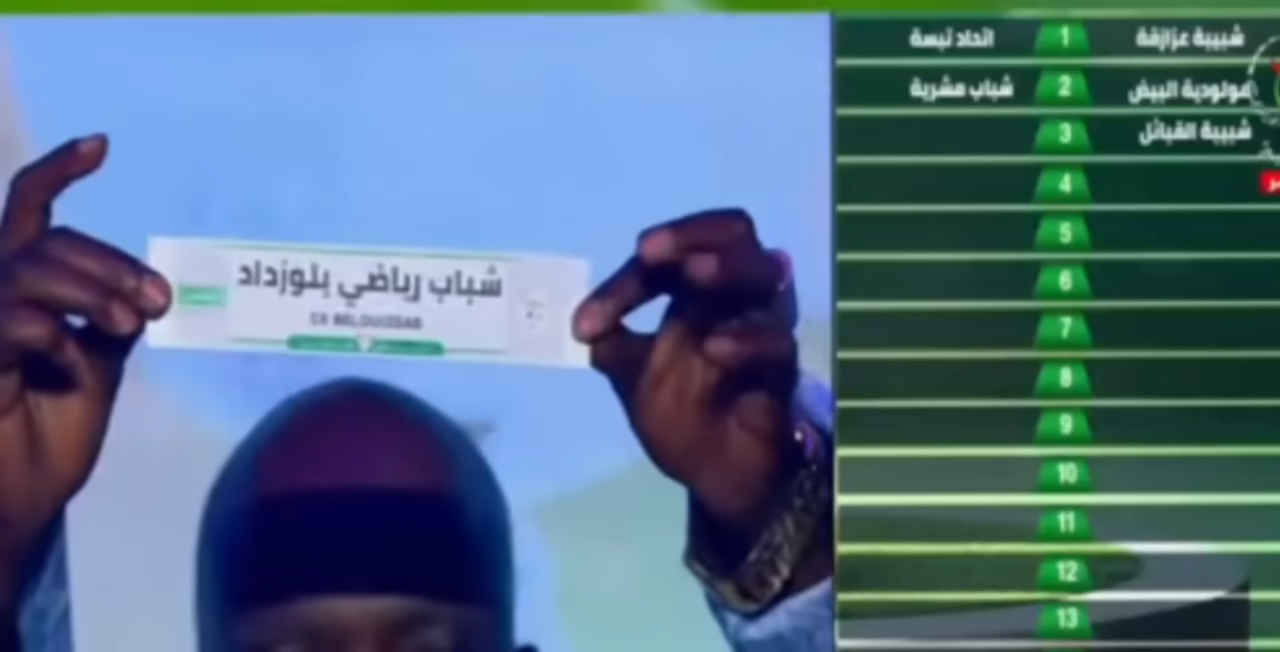 شباب رياضي بلوزداد
CR BELOUIZDAD
شبيبة عزازقة 1 اتحاد تبسة
مولودية البيض 2 شباب مشرية
شبيبة القبائل 3
4
5
6
7
8
9
10
11
12
13